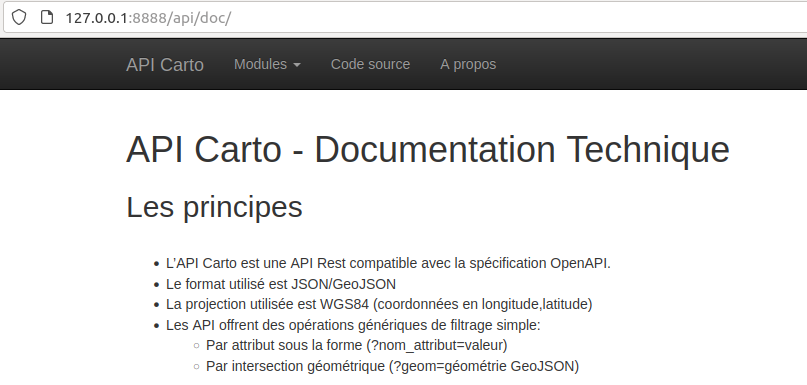 127.0.0.1:8888/api/doc/
API Carto Modules Code source A propos
API Carto - Documentation Technique
Les principes
L'API Carto est une API Rest compatible avec la spécification OpenAPI.
Le format utilisé est JSON/GeoJSON
La projection utilisée est WGS84 (coordonnées en longitude,latitude)
Les API offrent des opérations génériques de filtrage simple:
Par attribut sous la forme (?nom_attribut=valeur)
Par intersection géométrique (?geom=géométrie GeoJSON)